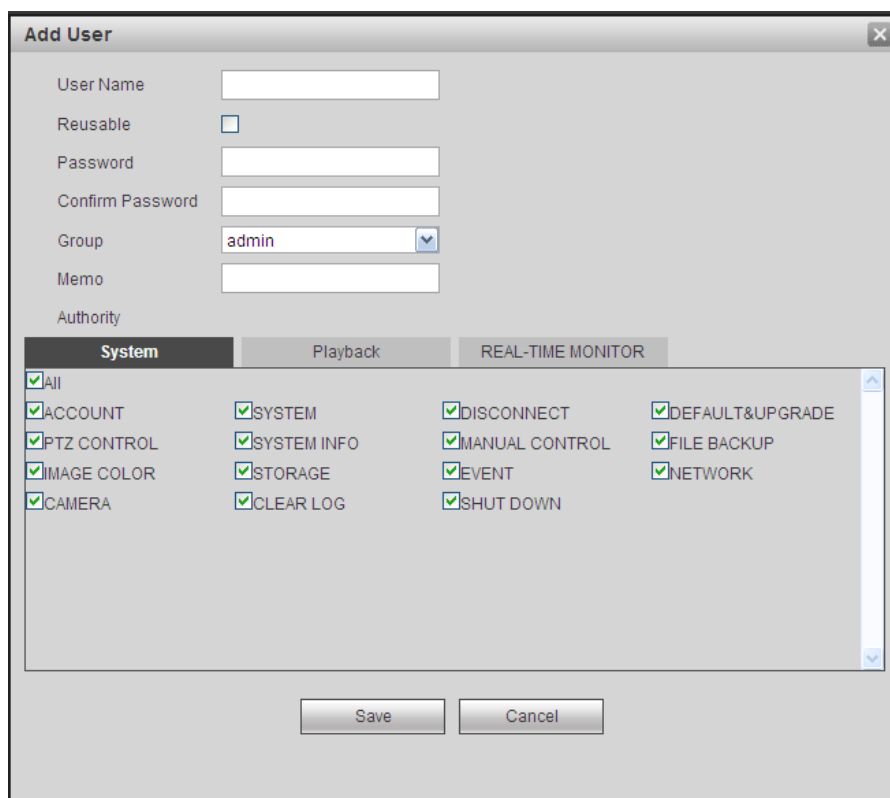 Add User
User Name
Reusable
Password
Confirm Password
Group admin
Memo
Authority
System Playback REAL-TIME MONITOR
All
ACCOUNT SYSTEM DISCONNECT DEFAULT&UPGRADE
PTZ CONTROL SYSTEM INFO MANUAL CONTROL FILE BACKUP
IMAGE COLOR STORAGE EVENT NETWORK
CAMERA CLEAR LOG SHUT DOWN
Save Cancel